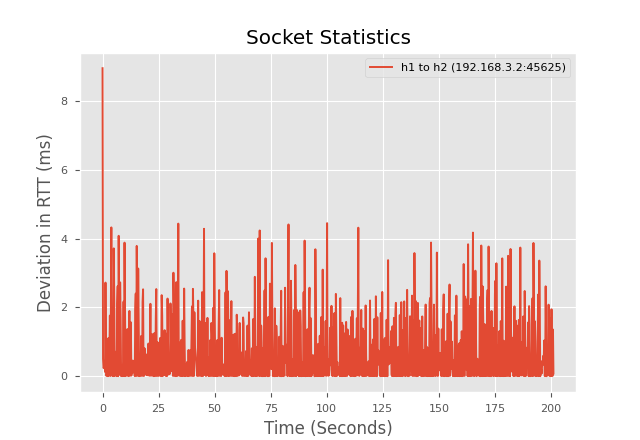 Socket Statistics
h1 to h2 (192.168.3.2:45625)
Deviation in RTT (ms)
8
6
4
2
0
0 25 50 75 100 125 150 175 200
Time (Seconds)